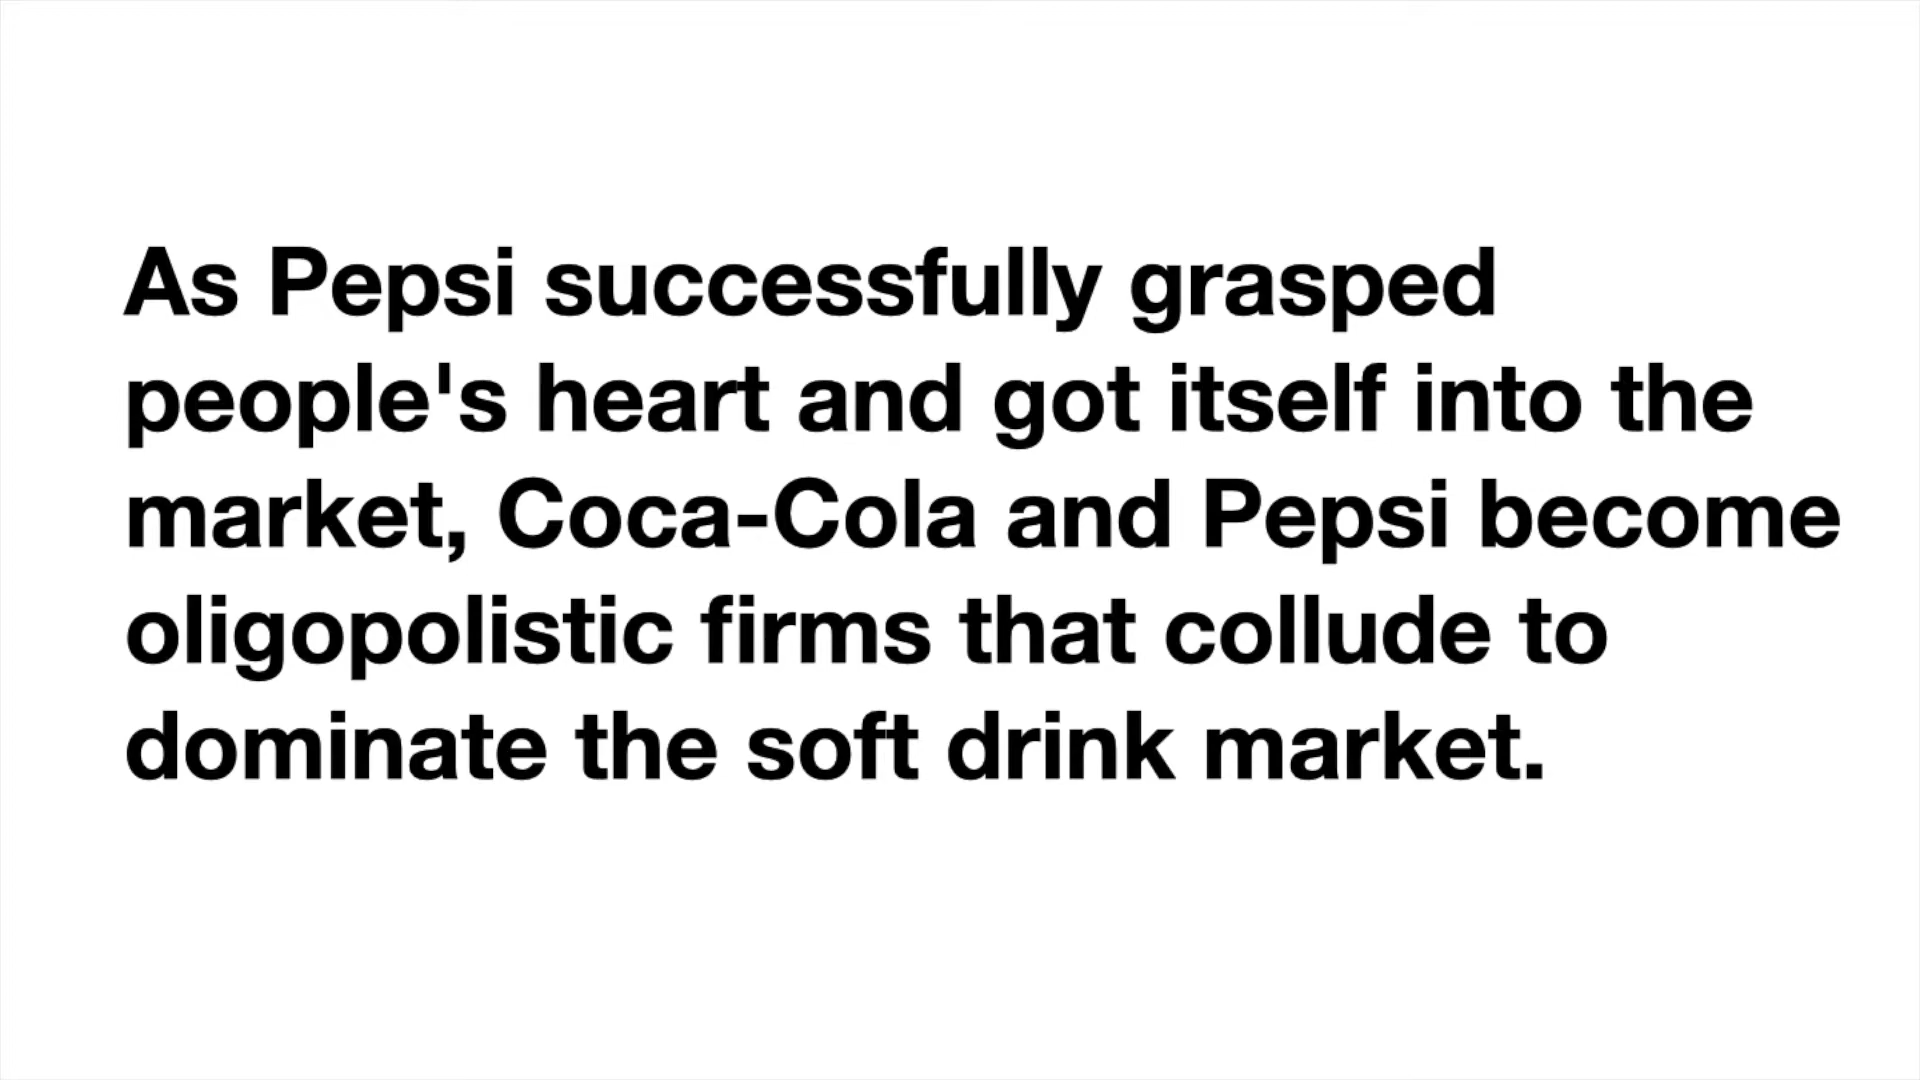 As Pepsi successfully grasped
people's heart and got itself into the
market, Coca-Cola and Pepsi become
oligopolistic firms that collude to
dominate the soft drink market.